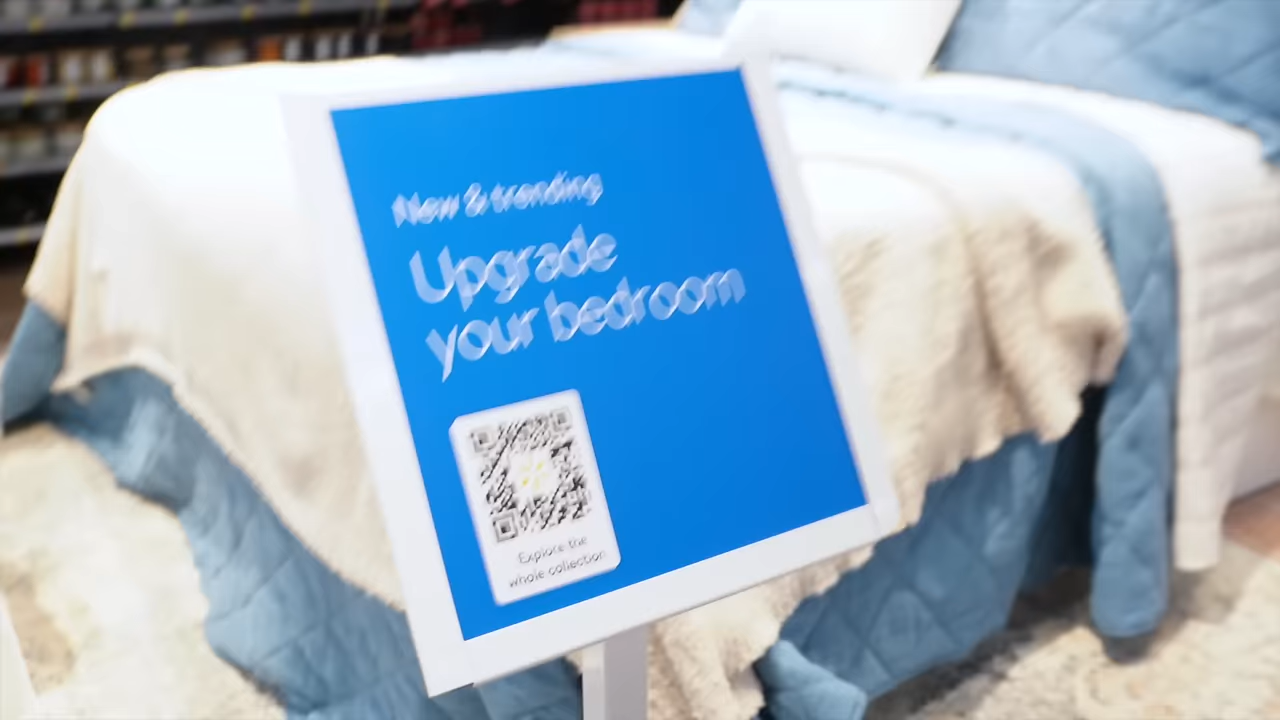 New & trending
Upgrade
your bedroom
Explore the
whole collection